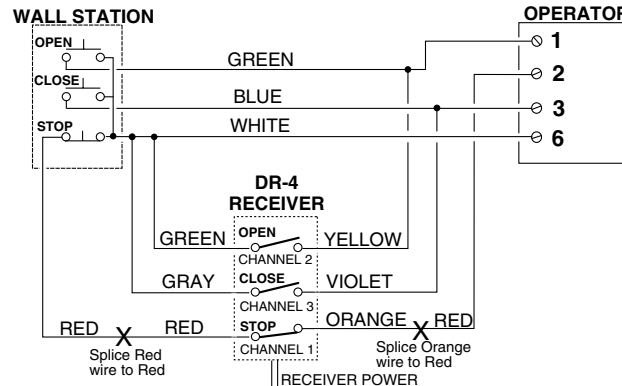 WALL STATION
OPERATOR
OPEN
1
GREEN
2
CLOSE
BLUE
3
WHITE
STOP
6
DR-4
RECEIVER
GREEN
OPEN
YELLOW
CHANNEL 2
GRAY
CLOSE
VIOLET
CHANNEL 3
RED
X
RED
STOP
ORANGE
X
RED
CHANNEL 1
Splice Red
wire to Red
Splice Orange
wire to Red
RECEIVER POWER